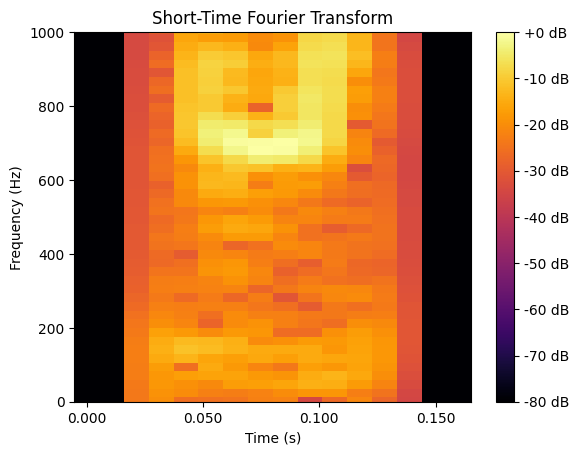 Short-Time Fourier Transform
1000
800
600
400
200
0
Frequency (Hz)
0.000
0.050
0.100
0.150
Time (s)
+0 dB
-10 dB
-20 dB
-30 dB
-40 dB
-50 dB
-60 dB
-70 dB
-80 dB